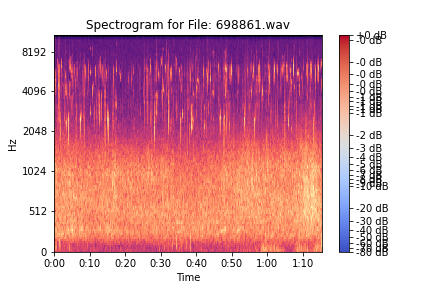 Spectrogram for File: 698861.wav
Hz
8192
4096
2048
1024
512
0
0:00 0:10 0:20 0:30 0:40 0:50 1:00 1:10
Time
+0 dB
-0 dB
-0 dB
-0 dB
-0 dB
-1 dB
-2 dB
-3 dB
-4 dB
-5 dB
-20 dB
-30 dB
-40 dB
-50 dB
-80 dB